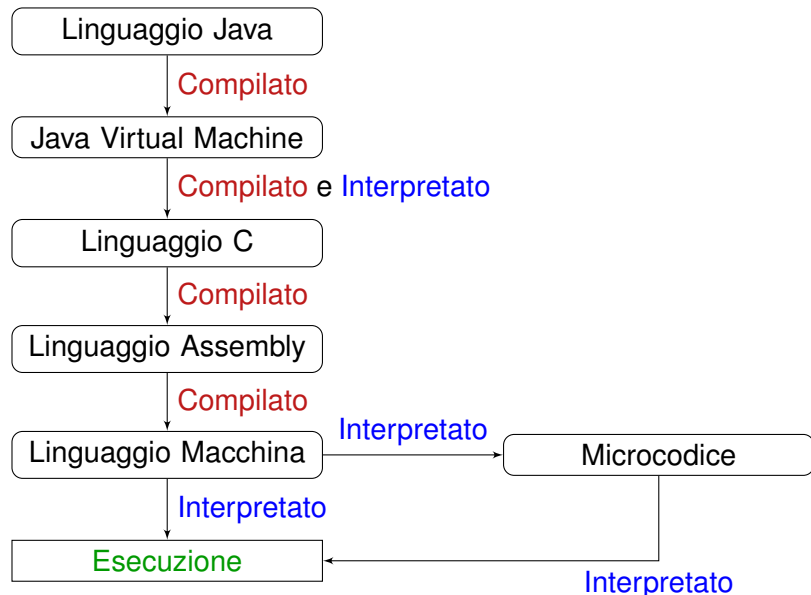 Linguaggio Java
Compilato
Java Virtual Machine
Compilato e Interpretato
Linguaggio C
Compilato
Linguaggio Assembly
Compilato
Interpretato
Linguaggio Macchina
Microcodice
Interpretato
Esecuzione
Interpretato